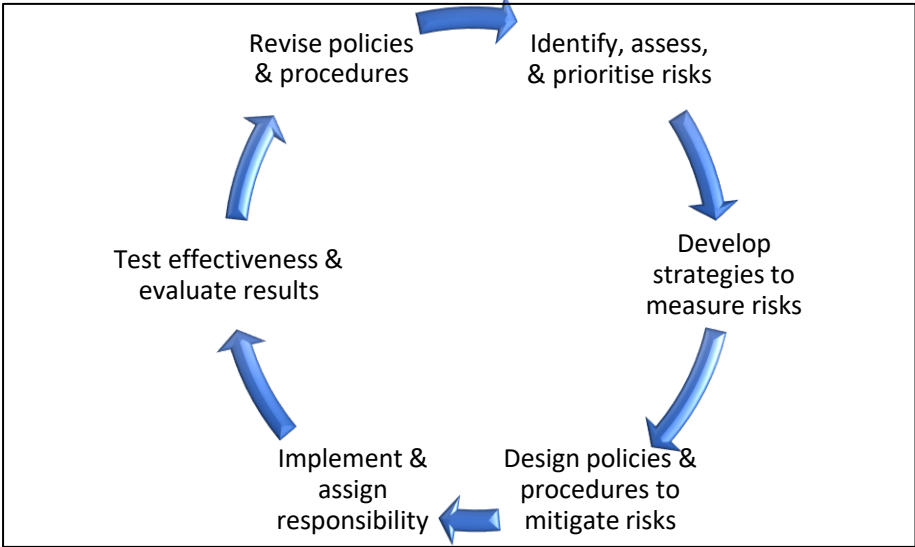 Revise policies
& procedures
Identify, assess,
& prioritise risks
Develop
strategies to
measure risks
Design policies &
procedures to
mitigate risks
Implement &
assign
responsibility
Test effectiveness &
evaluate results